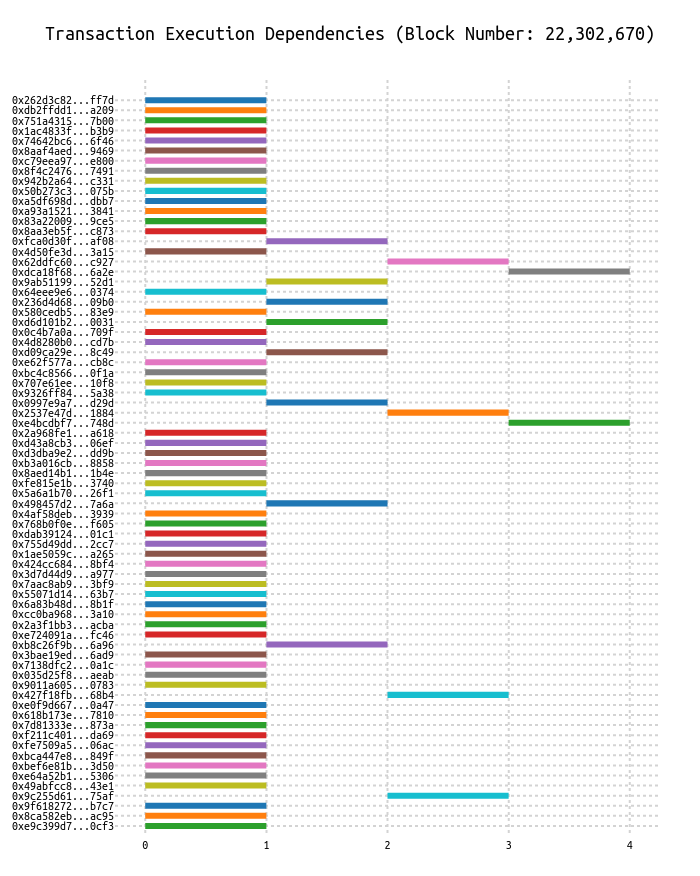 Transaction Execution Dependencies (Block Number: 22,302,670)
0x262d3c82...ff7d
0xdb2ffdd1...a209
0x751a4315...7b00
0x1ac4833f...b3b9
0x74642bc6...6f46
0x8aaf4aed...9469
0xc79eea97...e800
0x8f4c2476...7491
0x942b2a64...c331
0x50b273c3...075b
0xa5df698d...dbb7
0xa93a1521...3841
0x83a22009...9ce5
0x8aa3eb5f...c873
0xfca0d30f...af08
0x4d50fe3d...3a15
0x62ddfc60...c927
0xdca18f68...6a2e
0x9ab51199...52d1
0x64eee9e6...0374
0x236d4d68...09b0
0x580cedb5...83e9
0xd6d101b2...0031
0x0c4b7a0a...709f
0x4d8280b0...cd7b
0xd09ca29e...8c49
0xe62f577a...cb8c
0xbc4c8566...0f1a
0x707e61ee...10f8
0x9326ff84...5a38
0x0997e9a7...d29d
0x2537e47d...1884
0xe4bcdbf7...748d
0x2a968fe1...a618
0xd43a8cb3...06ef
0xd3dba9e2...dd9b
0xb3a016cb...8858
0x8aed14b1...1b4e
0xfe815e1b...3740
0x5a6a1b70...26f1
0x498457d2...7a6a
0x4af58deb...3939
0x768b0f0e...f605
0xdab39124...01c1
0x755d49dd...2cc7
0x1ae5059c...a265
0x424cc684...8bf4
0x3d7d44d9...a977
0x7aac8ab9...3bf9
0x55071d14...63b7
0x6a83b48d...8b1f
0xcc0ba968...3a10
0x2a3f1bb3...acba
0xe724091a...fc46
0xb8c26f9b...6a96
0x3bae19ed...6ad9
0x7138dfc2...0a1c
0x035d25f8...aeab
0x9011a605...0783
0x427f18fb...68b4
0xe0f9d667...0a47
0x618b173e...7810
0x7d81333e...873a
0xf211c401...da69
0xfe7509a5...06ac
0xbca447e8...849f
0xbef6e81b...3d50
0xe64a52b1...5306
0x49abfcc8...43e1
0x9c255d61...75af
0x9f618272...b7c7
0x8ca582eb...ac95
0xe9c399d7...0cf3
0 1 2 3 4